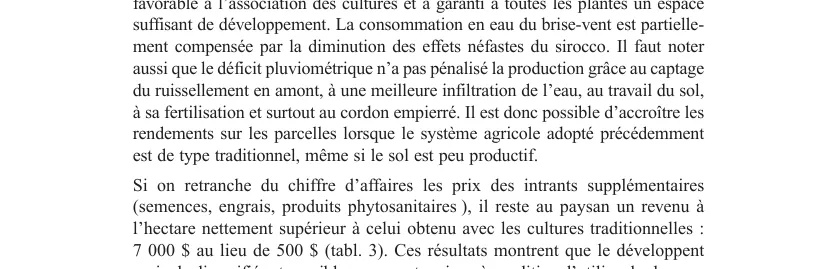 favorable à l'association des cultures et a garanti à toutes les plantes un espace
suffisant de développement. La consommation en eau du brise-vent est partielle-
ment compensée par la diminution des effets néfastes du sirocco. Il faut noter
aussi que le déficit pluviométrique n'a pas pénalisé la production grâce au captage
du ruissellement en amont, à une meilleure infiltration de l'eau, au travail du sol,
à sa fertilisation et surtout au cordon empierré. Il est donc possible d'accroître les
rendements sur les parcelles lorsque le système agricole adopté précédemment
est de type traditionnel, même si le sol est peu productif.
Si on retranche du chiffre d'affaires les prix des intrants supplémentaires
(semences, engrais, produits phytosanitaires ), il reste au paysan un revenu à
l'hectare nettement supérieur à celui obtenu avec les cultures traditionnelles :
7 000 $ au lieu de 500 $ (tabl. 3). Ces résultats montrent que le développent